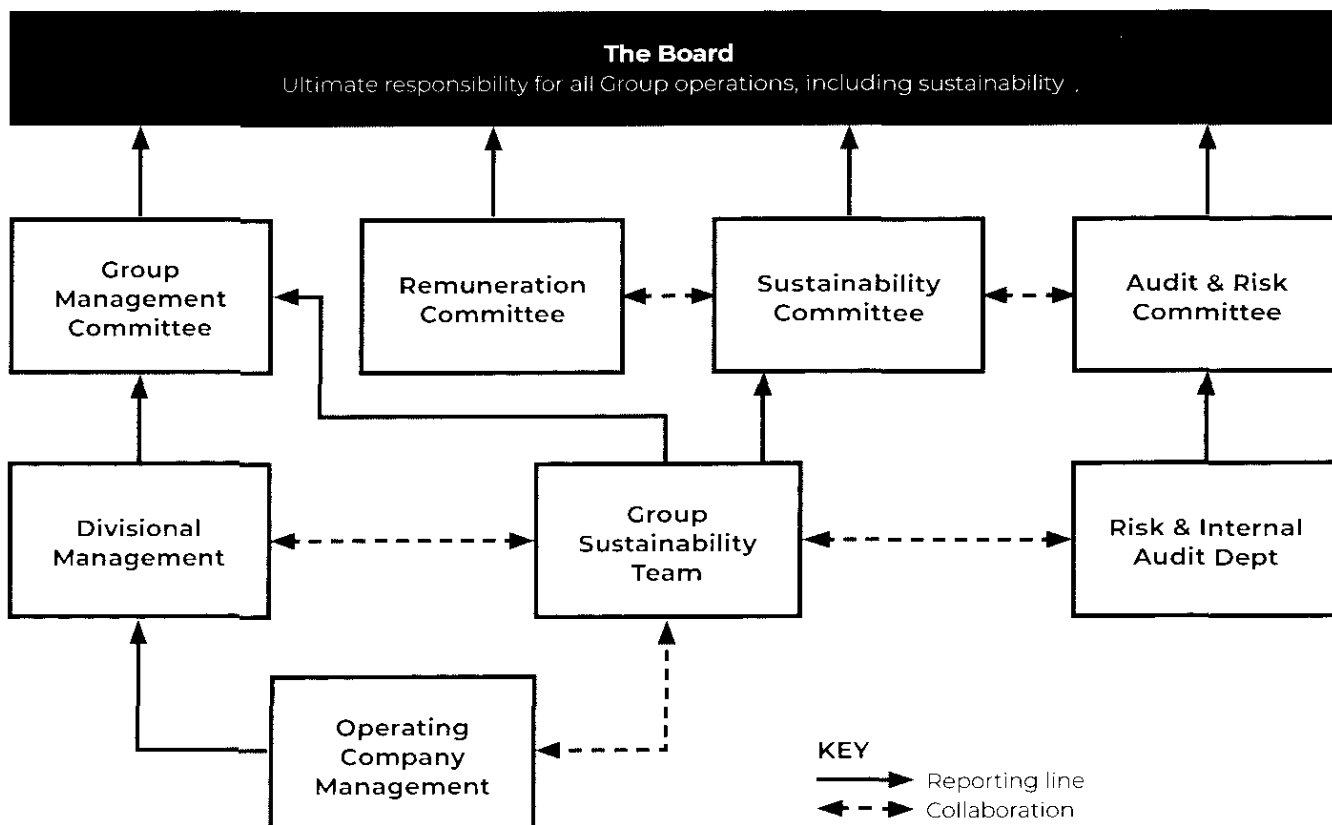 The Board
Ultimate responsibility for all Group operations, including sustainability
Group
Management
Committee
Remuneration
Committee
Sustainability
Committee
Audit & Risk
Committee
Divisional
Management
Group
Sustainability
Team
Risk & Internal
Audit Dept
Operating
Company
Management
KEY
Reporting line
Collaboration